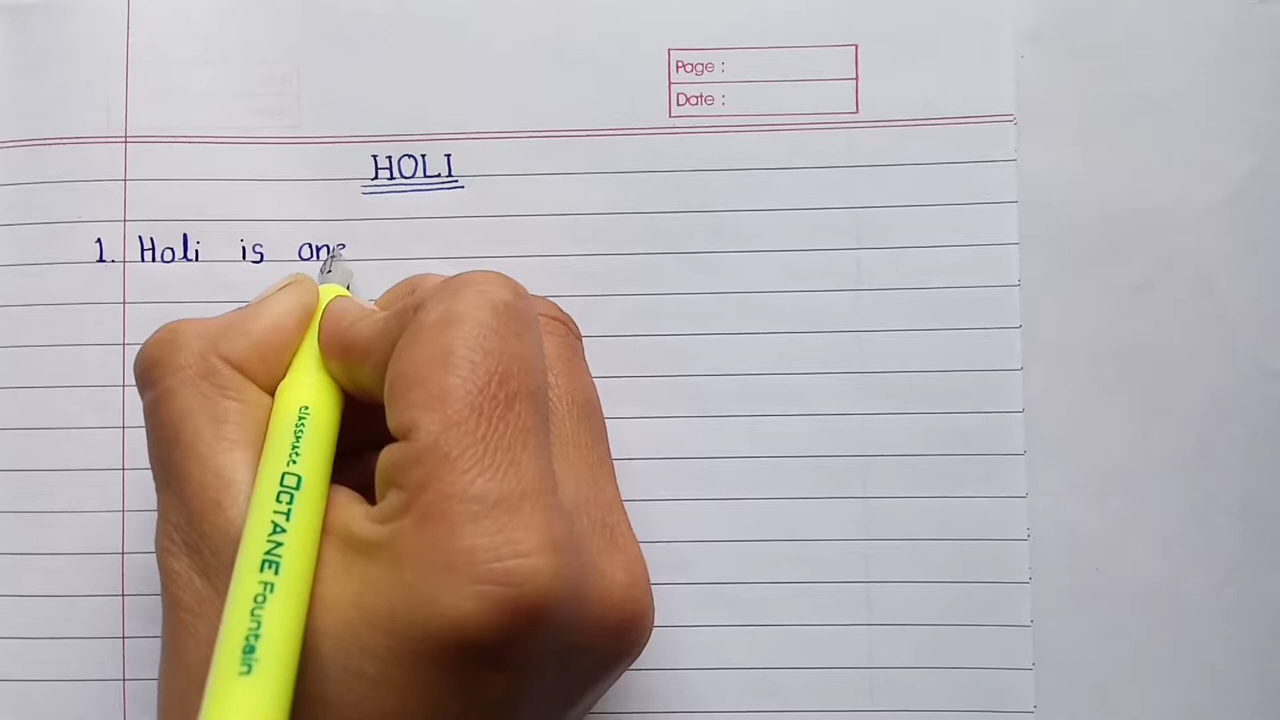 Page :
Date :
HOLI
1. Holi is one
classmate OCTANE Fountain